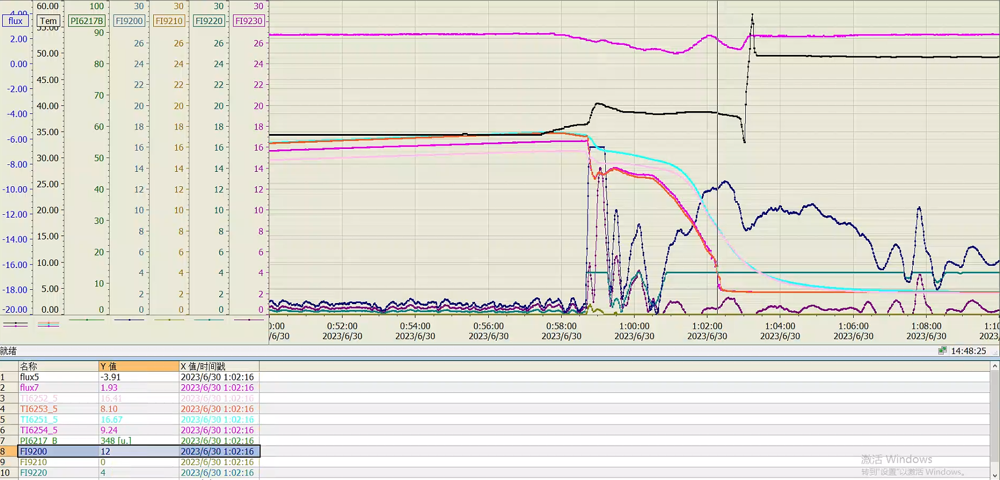 4.00 60.00 100 30 30 30 30
flux Tem PI6217B FI9200 FI9210 FI9220 FI9230
55.00 90
2.00 26 26 26 26
50.00
0.00 80 24 24 24 24
45.00
-2.00 70 22 22 22 22
-4.00 40.00 20 20 20 20
35.00 60 18 18 18 18
-6.00
30.00 50 16 16 16 16
-8.00 14 14 14 14
25.00
-10.00 40 12 12 12 12
-12.00 20.00 30 10 10 10 10
-14.00 15.00 8 8 8 8
20 6 6 6 6
-16.00 10.00
10 4 4 4 4
-18.00 5.00 2 2 2 2
-20.00 0.00 0 0 0 0 0
0:00 0:52:00 0:54:00 0:56:00 0:58:00 1:00:00 1:02:00 1:04:00 1:06:00 1:08:00 1:10
/6/30 2023/6/30 2023/6/30 2023/6/30 2023/6/30 2023/6/30 2023/6/30 2023/6/30 2023/6/30 2023/6/30 2023/
就绪 14:48:25
名称 Y 值 X 值/时间戳
1 flux5 -3.91 2023/6/30 1:02:16
2 flux7 1.93 2023/6/30 1:02:16
3 TI6252_5 16.41 2023/6/30 1:02:16
4 TI6253_5 8.10 2023/6/30 1:02:16
5 TI6251_5 16.67 2023/6/30 1:02:16
6 TI6254_5 9.24 2023/6/30 1:02:16
7 PI6217_B 348 [u.] 2023/6/30 1:02:16
8 FI9200 12 2023/6/30 1:02:16
9 FI9210 0 2023/6/30 1:02:16
10 FI9220 4 2023/6/30 1:02:16
激活 Windows
转到"设置"以激活 Windows。